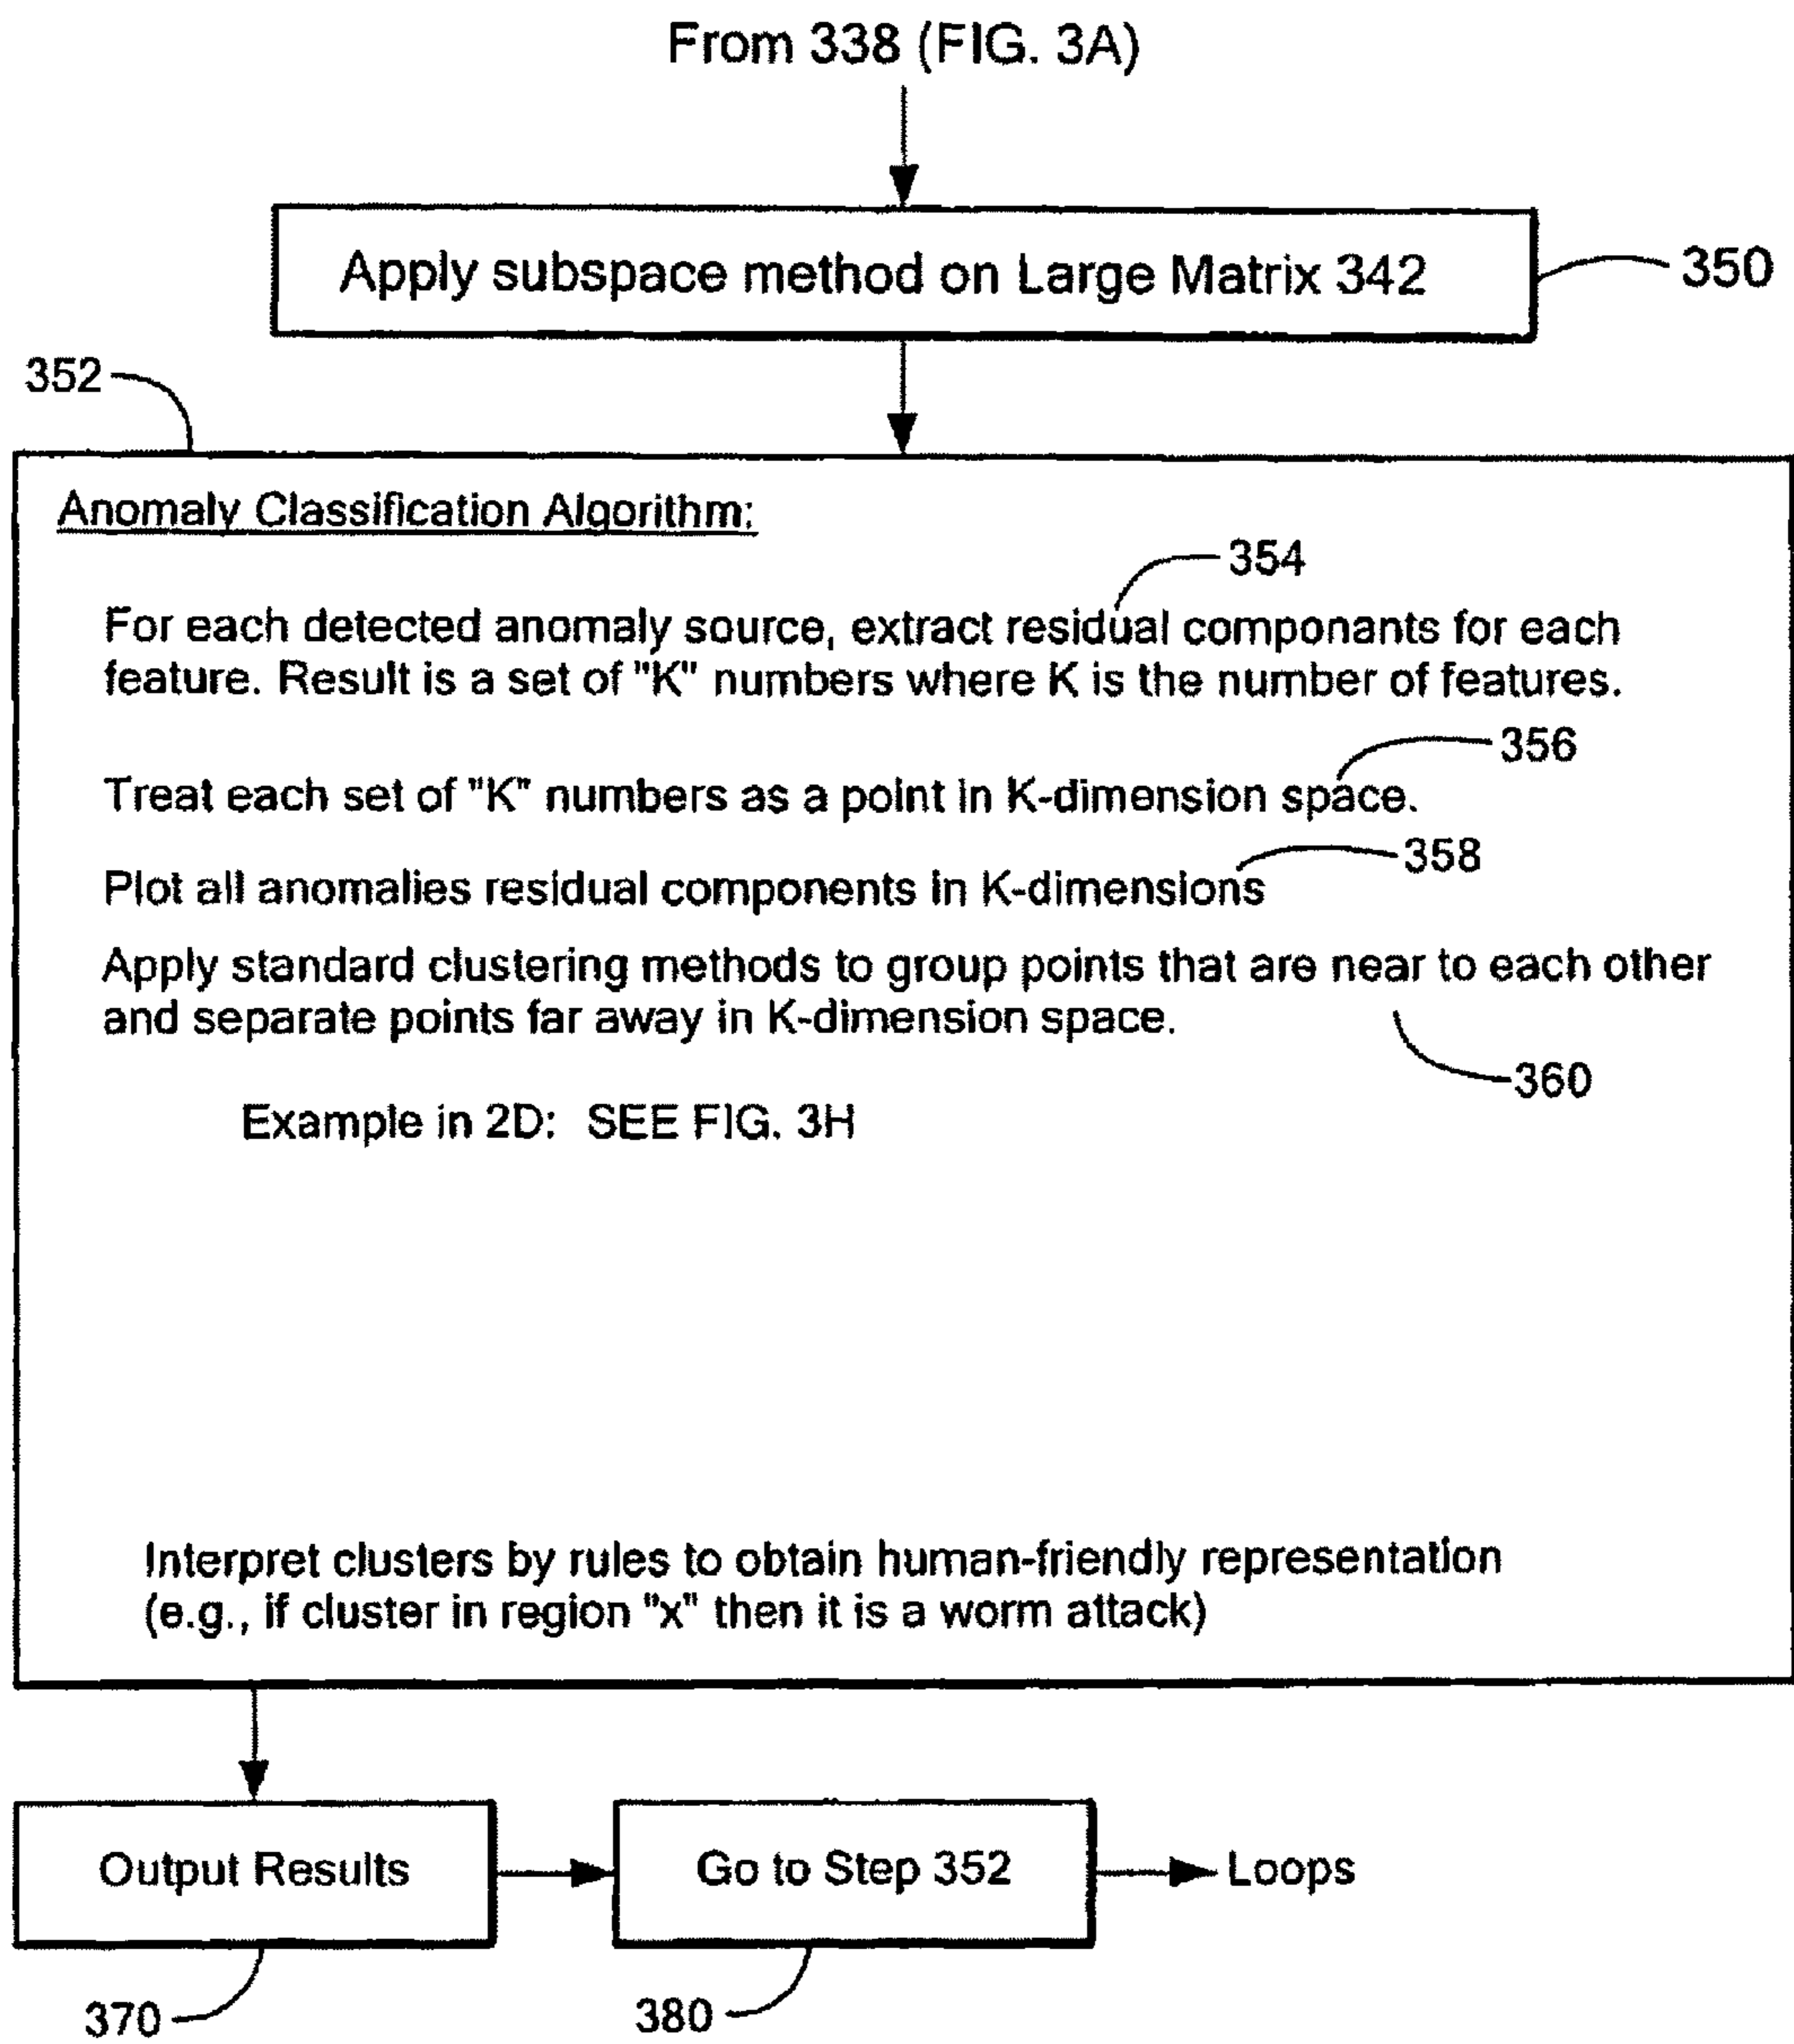 From 338 (FIG. 3A)
Apply subspace method on Large Matrix 342
350
352
Anomaly Classification Algorithm:
354
For each detected anomaly source, extract residual componants for each
feature. Result is a set of "K" numbers where K is the number of features.
356
Treat each set of "K" numbers as a point in K-dimension space.
358
Plot all anomalies residual components in K-dimensions
Apply standard clustering methods to group points that are near to each other
and separate points far away in K-dimension space.
360
Example in 2D: SEE FIG. 3H
Interpret clusters by rules to obtain human-friendly representation
(e.g., if cluster in region "x" then it is a worm attack)
Output Results
Go to Step 352
Loops
370
380